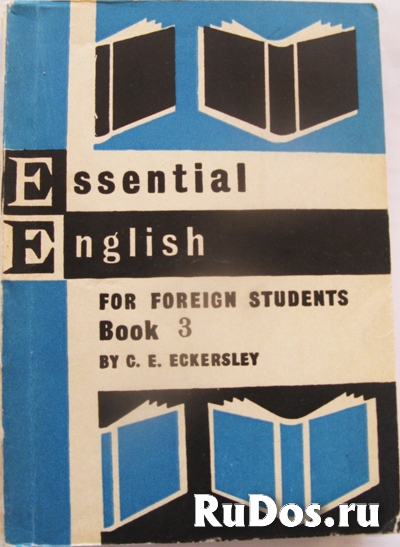 Essential
English
FOR FOREIGN STUDENTS
Book 3
BY C. E. ECKERSLEY
RuDos.ru